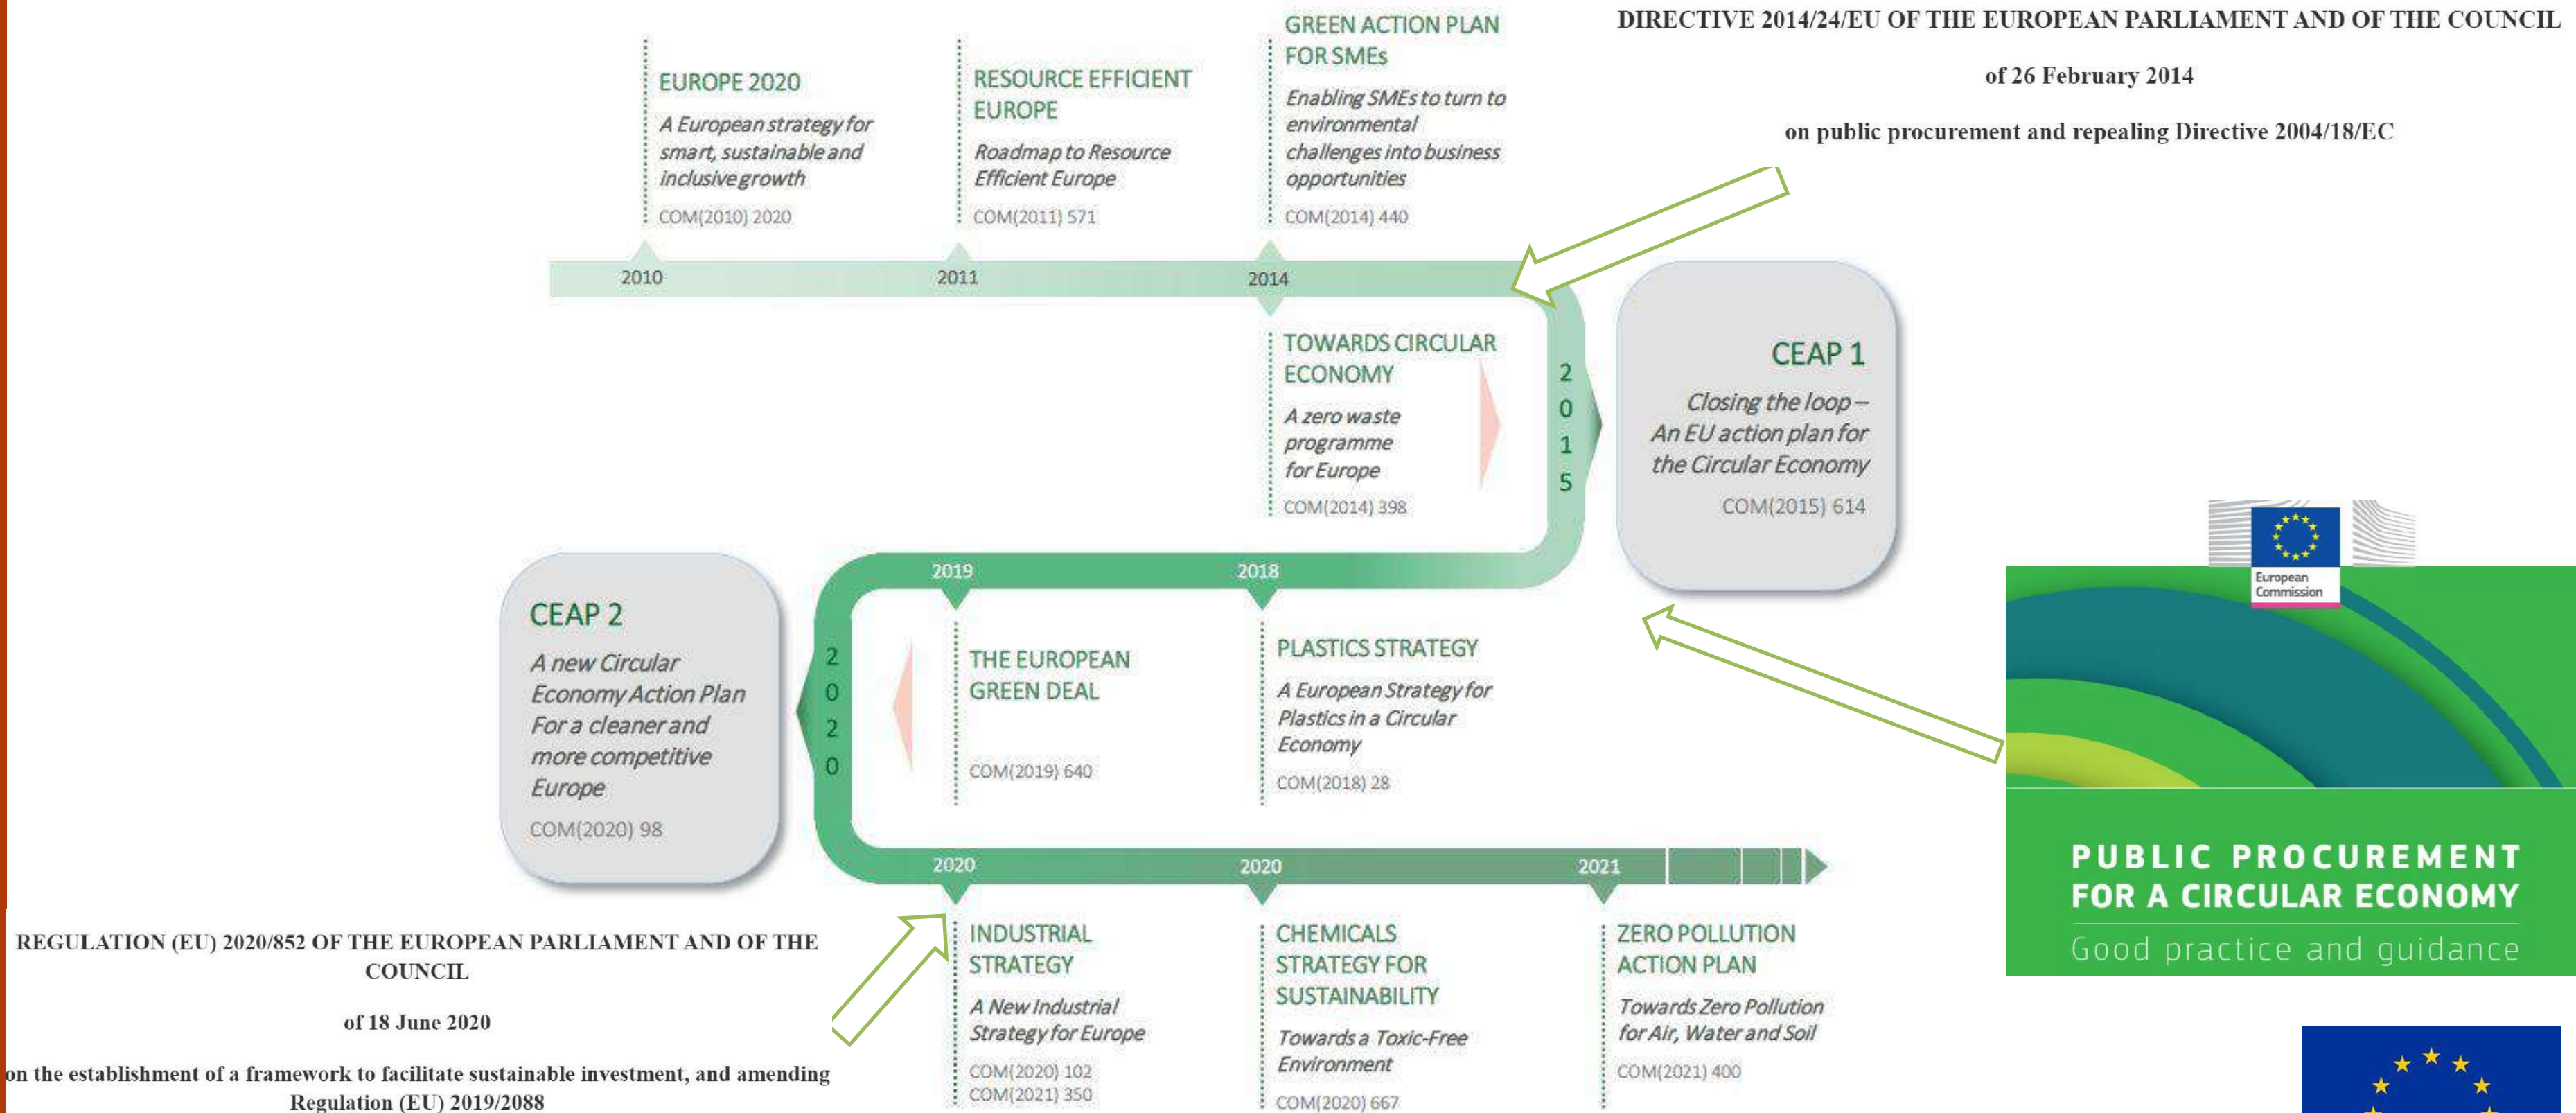 DIRECTIVE 2014/24/EU OF THE EUROPEAN PARLIAMENT AND OF THE COUNCIL
of 26 February 2014
on public procurement and repealing Directive 2004/18/EC
EUROPE 2020
A European strategy for
smart, sustainable and
inclusive growth
COM(2010) 2020
RESOURCE EFFICIENT
EUROPE
Roadmap to Resource
Efficient Europe
COM(2011) 571
GREEN ACTION PLAN
FOR SMEs
Enabling SMEs to turn to
environmental
challenges into business
opportunities
COM(2014) 440
2010
2011
2014
TOWARDS CIRCULAR
ECONOMY
A zero waste
programme
for Europe
COM(2014) 398
2
0
1
5
CEAP 1
Closing the loop –
An EU action plan for
the Circular Economy
COM(2015) 614
2019
2018
CEAP 2
A new Circular
Economy Action Plan
For a cleaner and
more competitive
Europe
COM(2020) 98
2
0
2
0
THE EUROPEAN
GREEN DEAL
COM(2019) 640
PLASTICS STRATEGY
A European Strategy for
Plastics in a Circular
Economy
COM(2018) 28
European
Commission
PUBLIC PROCUREMENT
FOR A CIRCULAR ECONOMY
Good practice and guidance
2020
2020
2021
INDUSTRIAL
STRATEGY
A New Industrial
Strategy for Europe
COM(2020) 102
COM(2021) 350
CHEMICALS
STRATEGY FOR
SUSTAINABILITY
Towards a Toxic-Free
Environment
COM(2020) 667
ZERO POLLUTION
ACTION PLAN
Towards Zero Pollution
for Air, Water and Soil
COM(2021) 400
REGULATION (EU) 2020/852 OF THE EUROPEAN PARLIAMENT AND OF THE
COUNCIL
of 18 June 2020
on the establishment of a framework to facilitate sustainable investment, and amending
Regulation (EU) 2019/2088